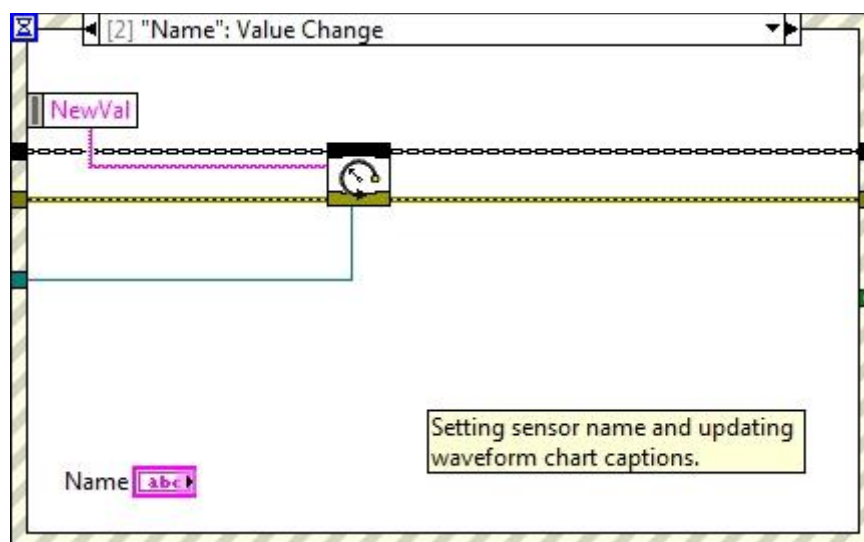 [2] "Name": Value Change
NewVal
Setting sensor name and updating
waveform chart captions.
Name abc